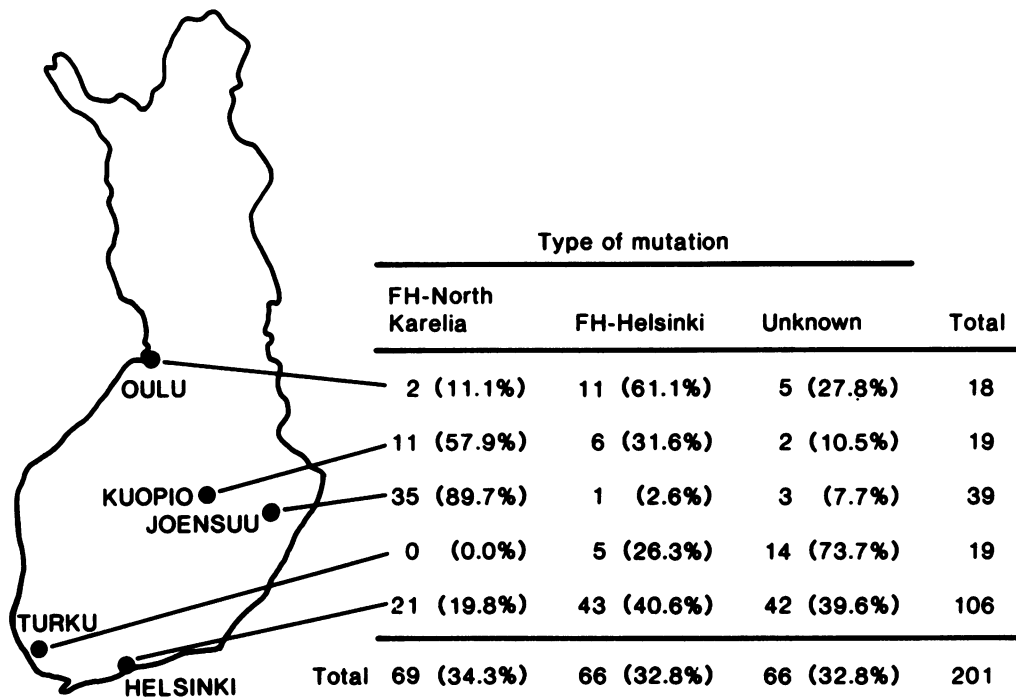 Type of mutation
FH-North
Karelia FH-Helsinki Unknown Total
OULU 2 (11.1%) 11 (61.1%) 5 (27.8%) 18
KUOPIO 11 (57.9%) 6 (31.6%) 2 (10.5%) 19
JOENSUU 35 (89.7%) 1 (2.6%) 3 (7.7%) 39
TURKU 0 (0.0%) 5 (26.3%) 14 (73.7%) 19
HELSINKI 21 (19.8%) 43 (40.6%) 42 (39.6%) 106
Total 69 (34.3%) 66 (32.8%) 66 (32.8%) 201